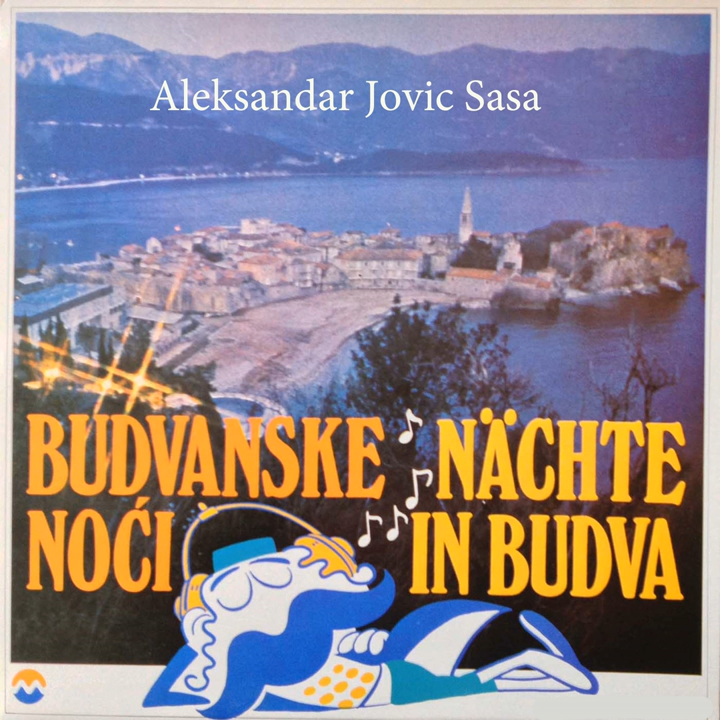 Aleksandar Jovic Sasa
BUDVANSKE
NOĆI
NÄCHTE
IN BUDVA